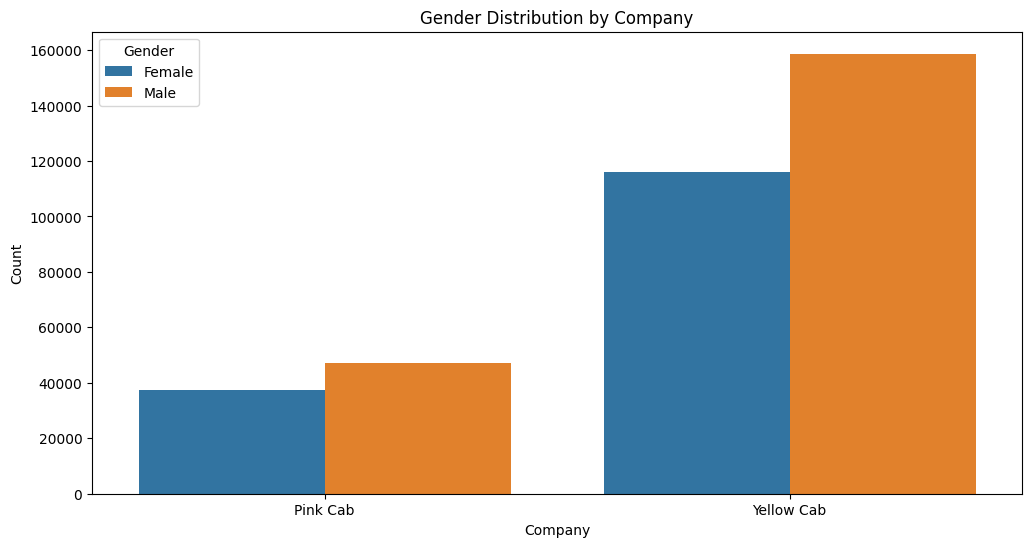 Gender Distribution by Company
Gender
Female
Male
160000
140000
120000
100000
80000
60000
40000
20000
0
Count
Pink Cab
Yellow Cab
Company